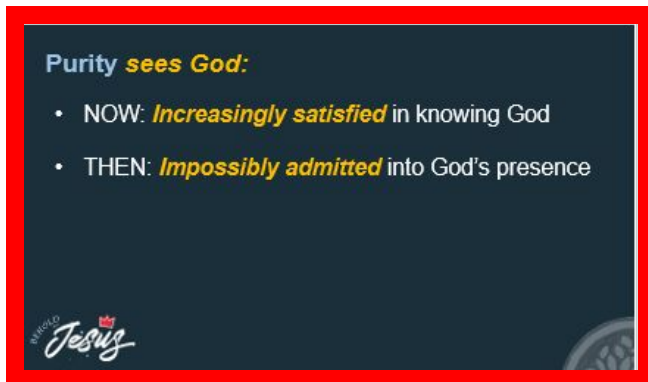 Purity sees God:
• NOW: Increasingly satisfied in knowing God
• THEN: Impossibly admitted into God's presence
BEHOLD
Jesus